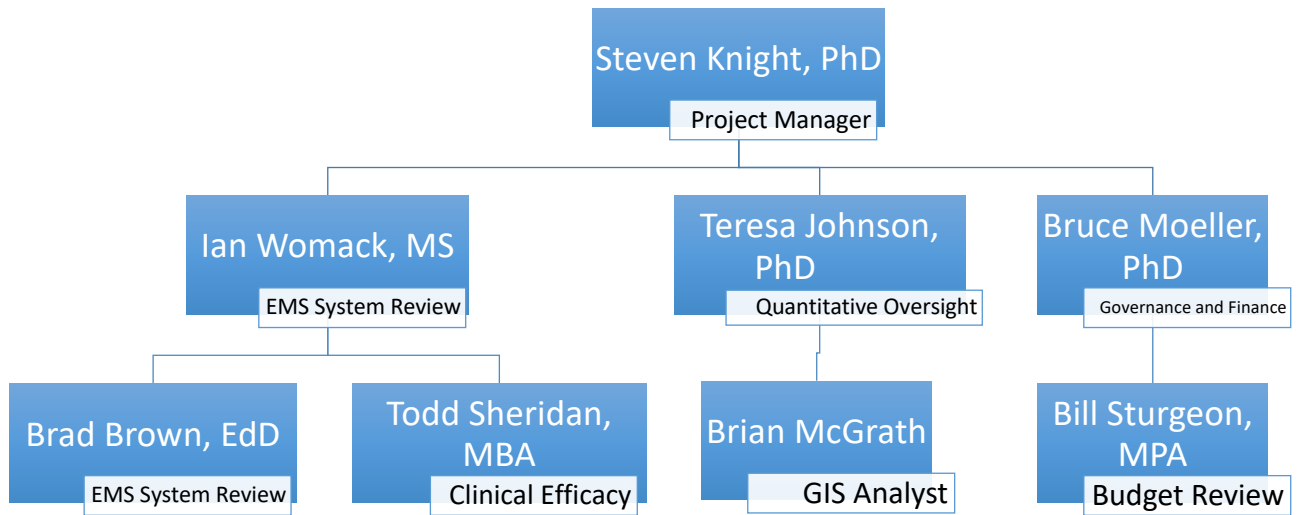 Steven Knight, PhD
Project Manager
Ian Womack, MS
EMS System Review
Teresa Johnson,
PhD
Quantitative Oversight
Bruce Moeller,
PhD
Governance and Finance
Brad Brown, EdD
EMS System Review
Todd Sheridan,
MBA
Clinical Efficacy
Brian McGrath
GIS Analyst
Bill Sturgeon,
MPA
Budget Review